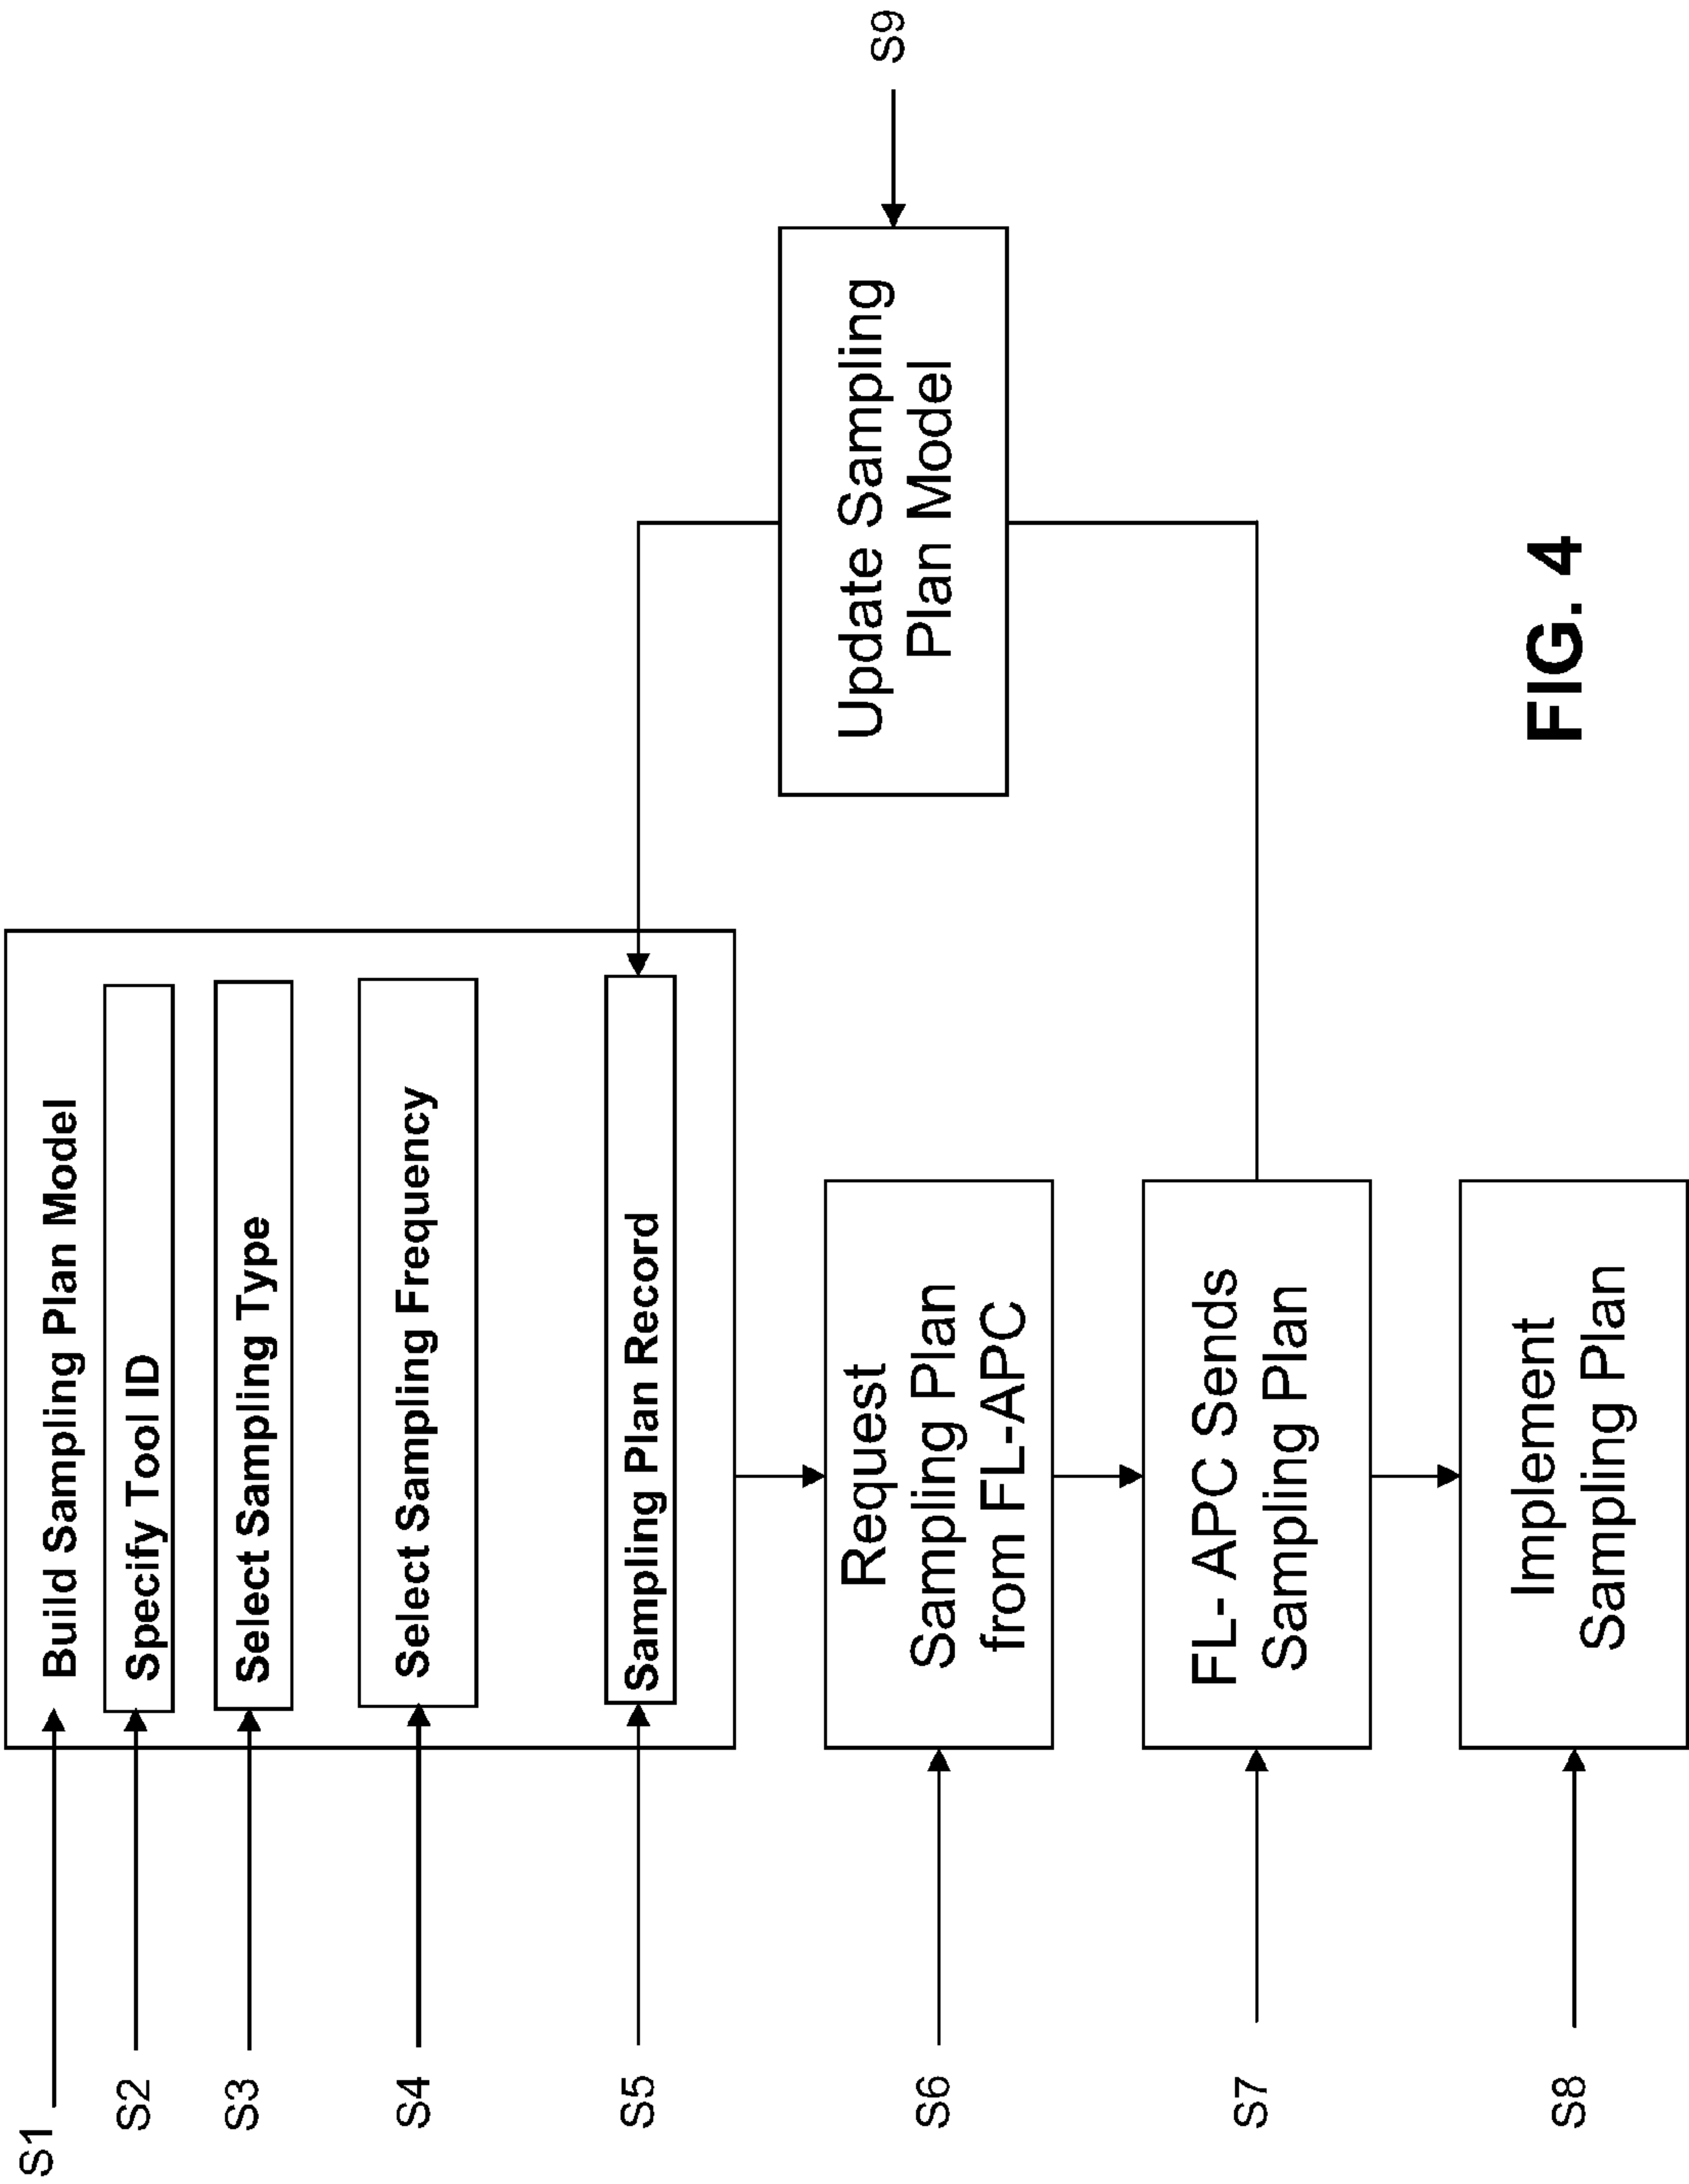 S1
Build Sampling Plan Model
S2
Specify Tool ID
S3
Select Sampling Type
S4
Select Sampling Frequency
S5
Sampling Plan Record
S6
Request
Sampling Plan
from FL-APC
S7
FL- APC Sends
Sampling Plan
S8
Implement
Sampling Plan
Update Sampling
Plan Model
S9
FIG. 4